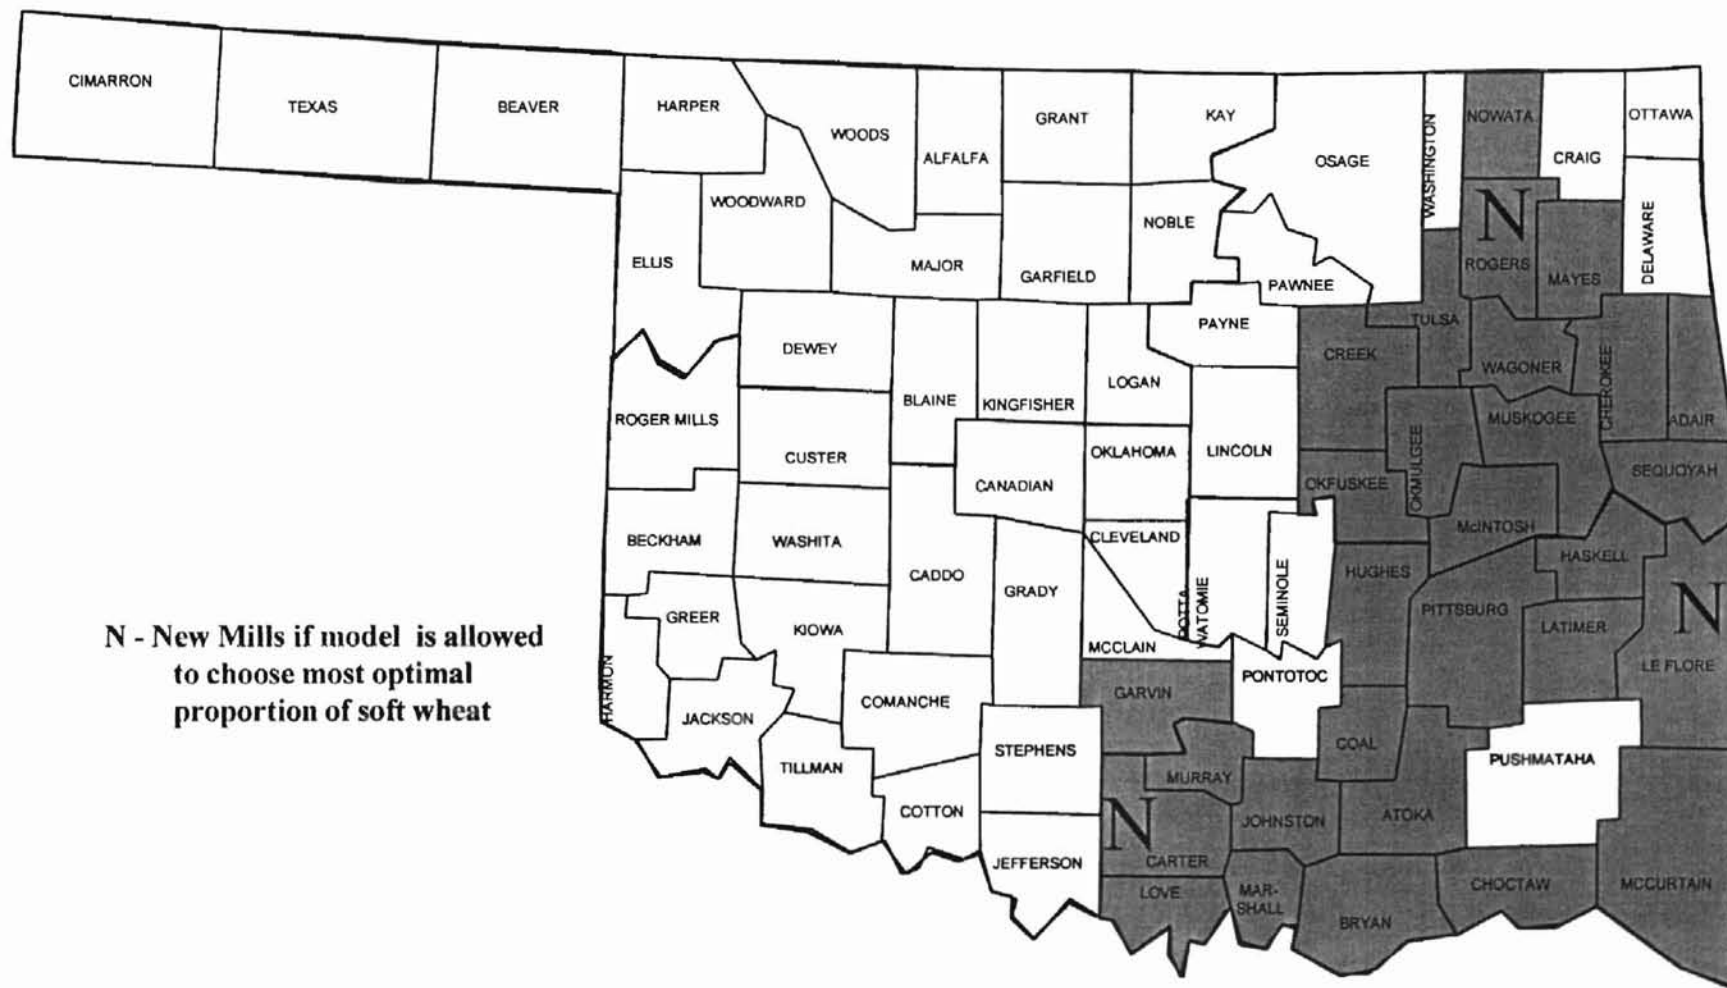 CIMARRON
TEXAS
BEAVER
HARPER
WOODS
ALFALFA
GRANT
KAY
OSAGE
WASHINGTON
NOWATA
CRAIG
OTTAWA
WOODWARD
ELLIS
MAJOR
GARFIELD
NOBLE
PAWNEE
N
ROGERS
MAYES
DELAWARE
DEWEY
BLAINE
KINGFISHER
LOGAN
PAYNE
CREEK
TULSA
WAGONER
CHEROKEE
ADAIR
ROGER MILLS
CUSTER
CANADIAN
OKLAHOMA
LINCOLN
OKFUSKEE
OKMULGEE
MUSKOGEE
SEQUOYAH
BECKHAM
WASHITA
CADDO
GRADY
CLEVELAND
POTTA-
WATOMIE
SEMINOLE
HUGHES
McINTOSH
HASKELL
PITTSBURG
LATIMER
N
LE FLORE
N - New Mills if model is allowed
to choose most optimal
proportion of soft wheat
HARMON
GREER
KIOWA
JACKSON
COMANCHE
MCCLAIN
GARVIN
PONTOTOC
COAL
PUSHMATAHA
TILLMAN
COTTON
STEPHENS
JEFFERSON
MURRAY
N
CARTER
JOHNSTON
ATOKA
LOVE
MAR-
SHALL
BRYAN
CHOCTAW
MCCURTAIN